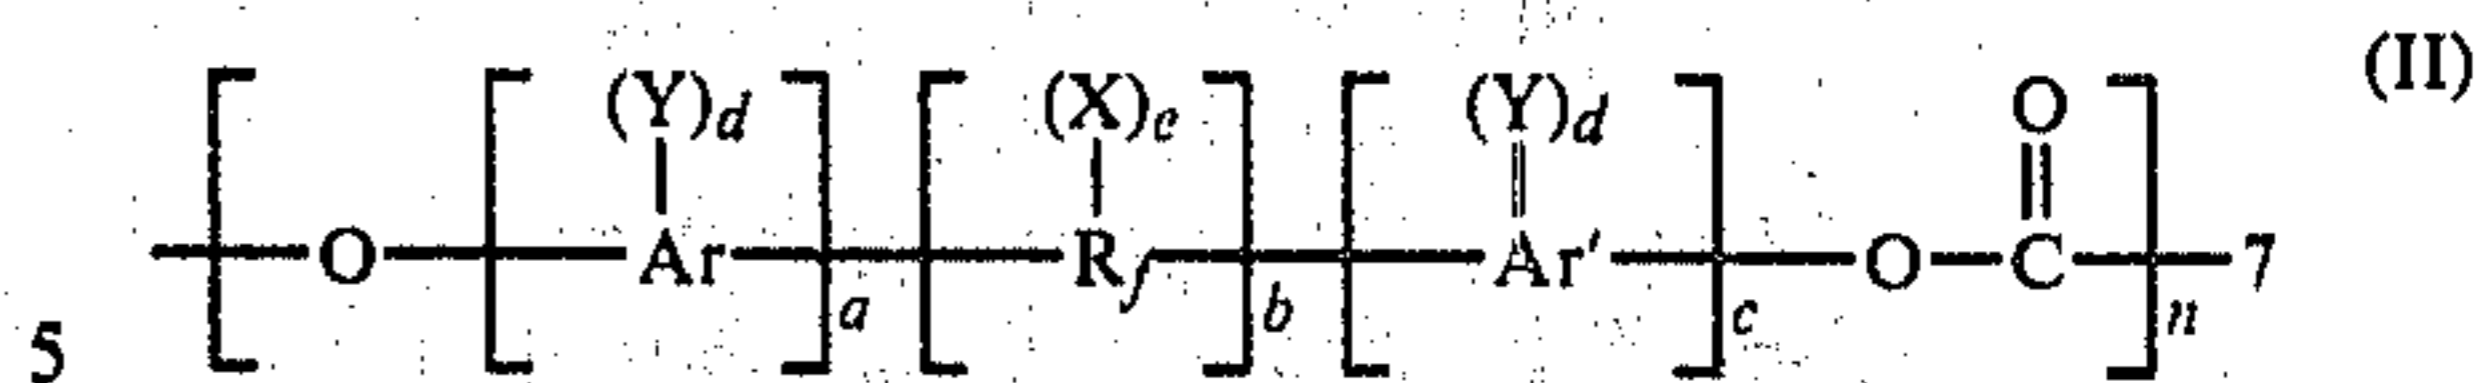 (II)
(Y)d (X)e (Y)d O
O Ar R f Ar′ O C 7
a b c n
5